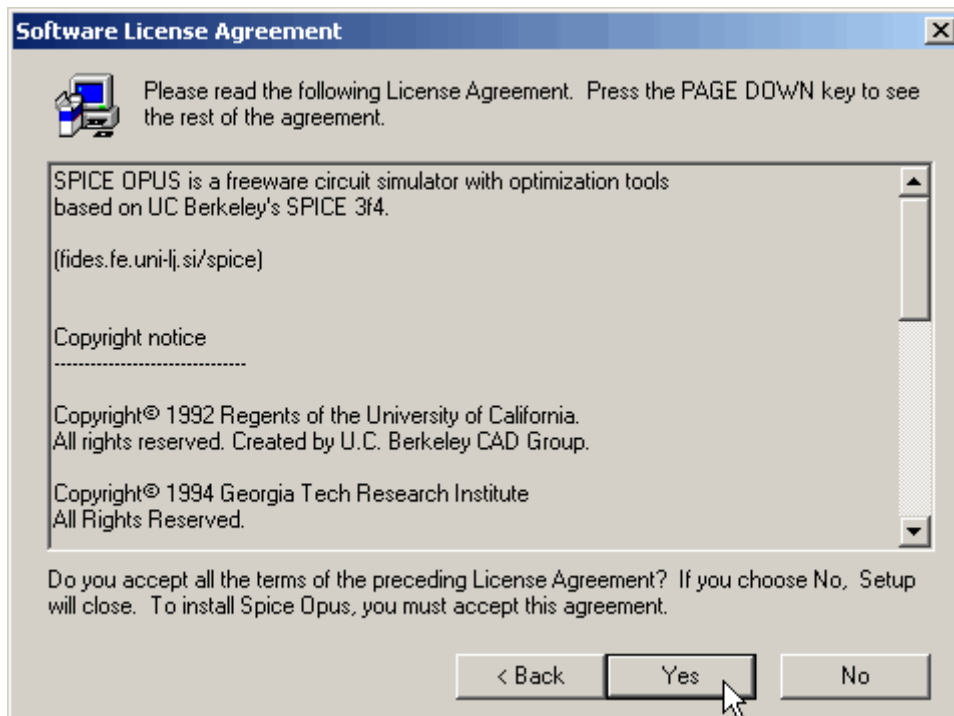 Software License Agreement
Please read the following License Agreement. Press the PAGE DOWN key to see
the rest of the agreement.
SPICE OPUS is a freeware circuit simulator with optimization tools
based on UC Berkeley's SPICE 3f4.
(fides.fe.uni-lj.si/spice)
Copyright notice
--------------------------------
Copyright© 1992 Regents of the University of California.
All rights reserved. Created by U.C. Berkeley CAD Group.
Copyright© 1994 Georgia Tech Research Institute
All Rights Reserved.
Do you accept all the terms of the preceding License Agreement? If you choose No, Setup
will close. To install Spice Opus, you must accept this agreement.
< Back Yes No